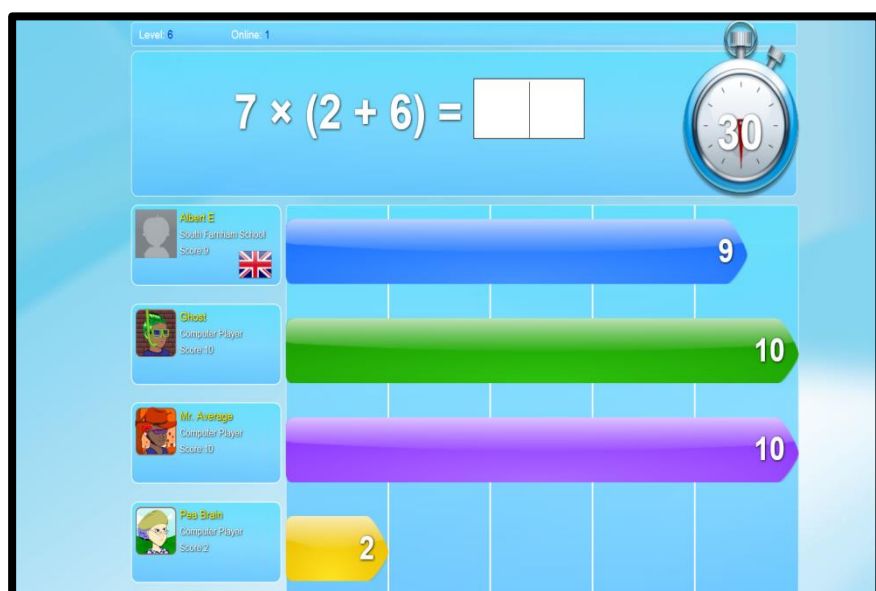 Level: 6 Online: 1
7 × (2 + 6) =
30
Albert E
South Farnham School
Score:9
9
Ghost
Computer Player
Score:10
10
Mr. Average
Computer Player
Score:10
10
Pea Brain
Computer Player
Score:2
2